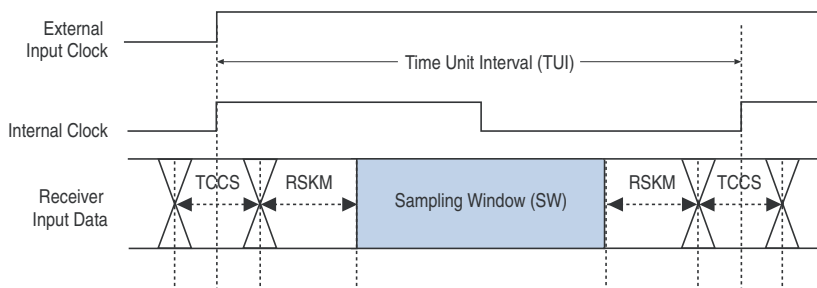 External
Input Clock
Time Unit Interval (TUI)
Internal Clock
Receiver
Input Data
TCCS
RSKM
Sampling Window (SW)
RSKM
TCCS